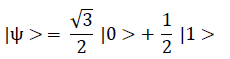 |ψ > = √3/2 |0 > + 1/2 |1 >